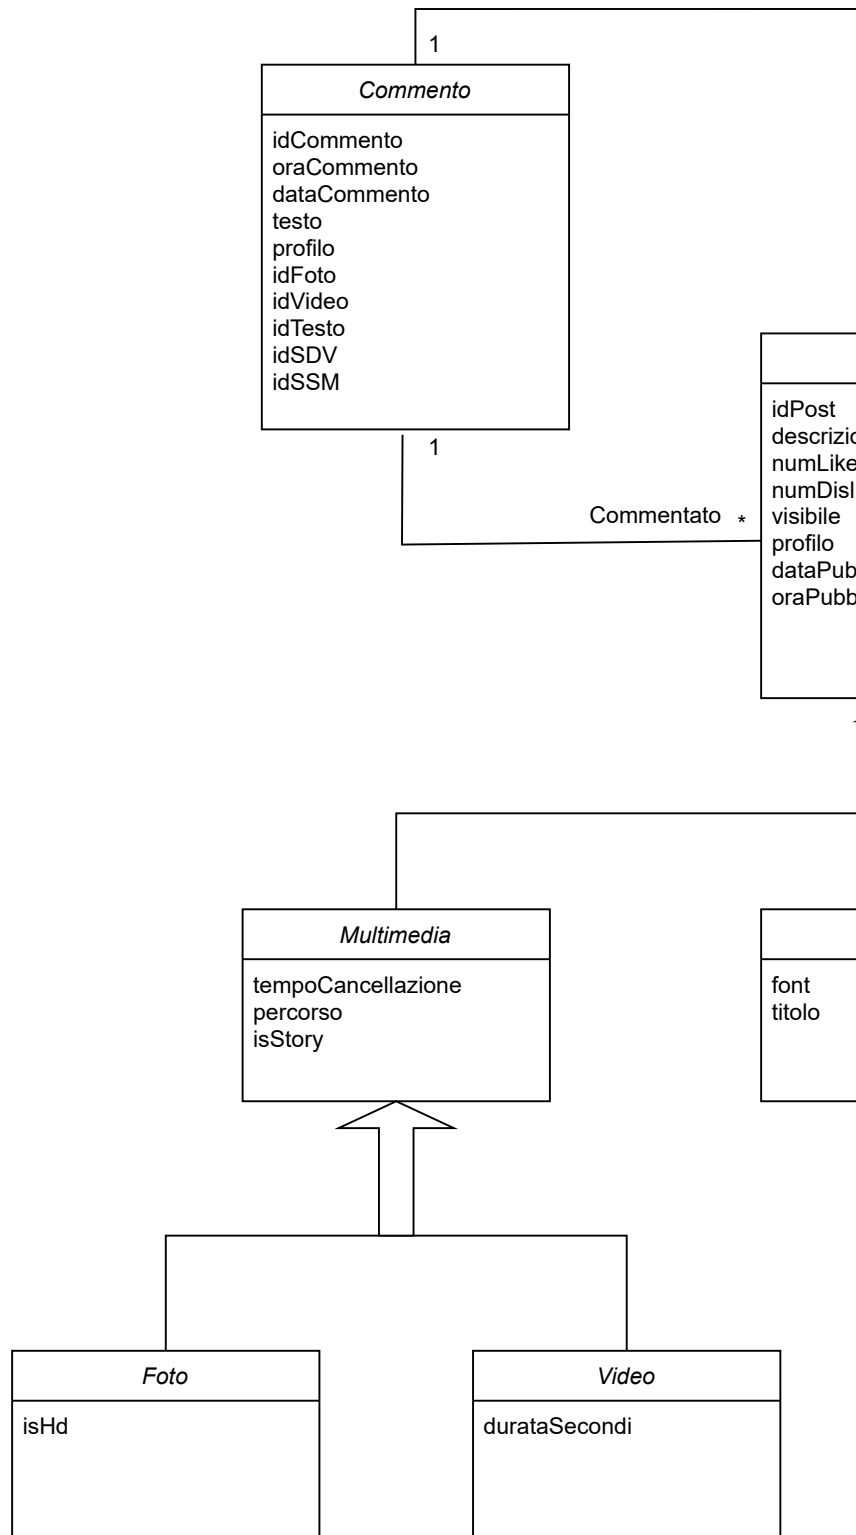 1
Commento
idCommento
oraCommento
dataCommento
testo
profilo
idFoto
idVideo
idTesto
idSDV
idSSM
1
Commentato *
idPost
numLike
visibile
profilo
Multimedia
tempoCancellazione
percorso
isStory
font
titolo
Foto
isHd
Video
durataSecondi